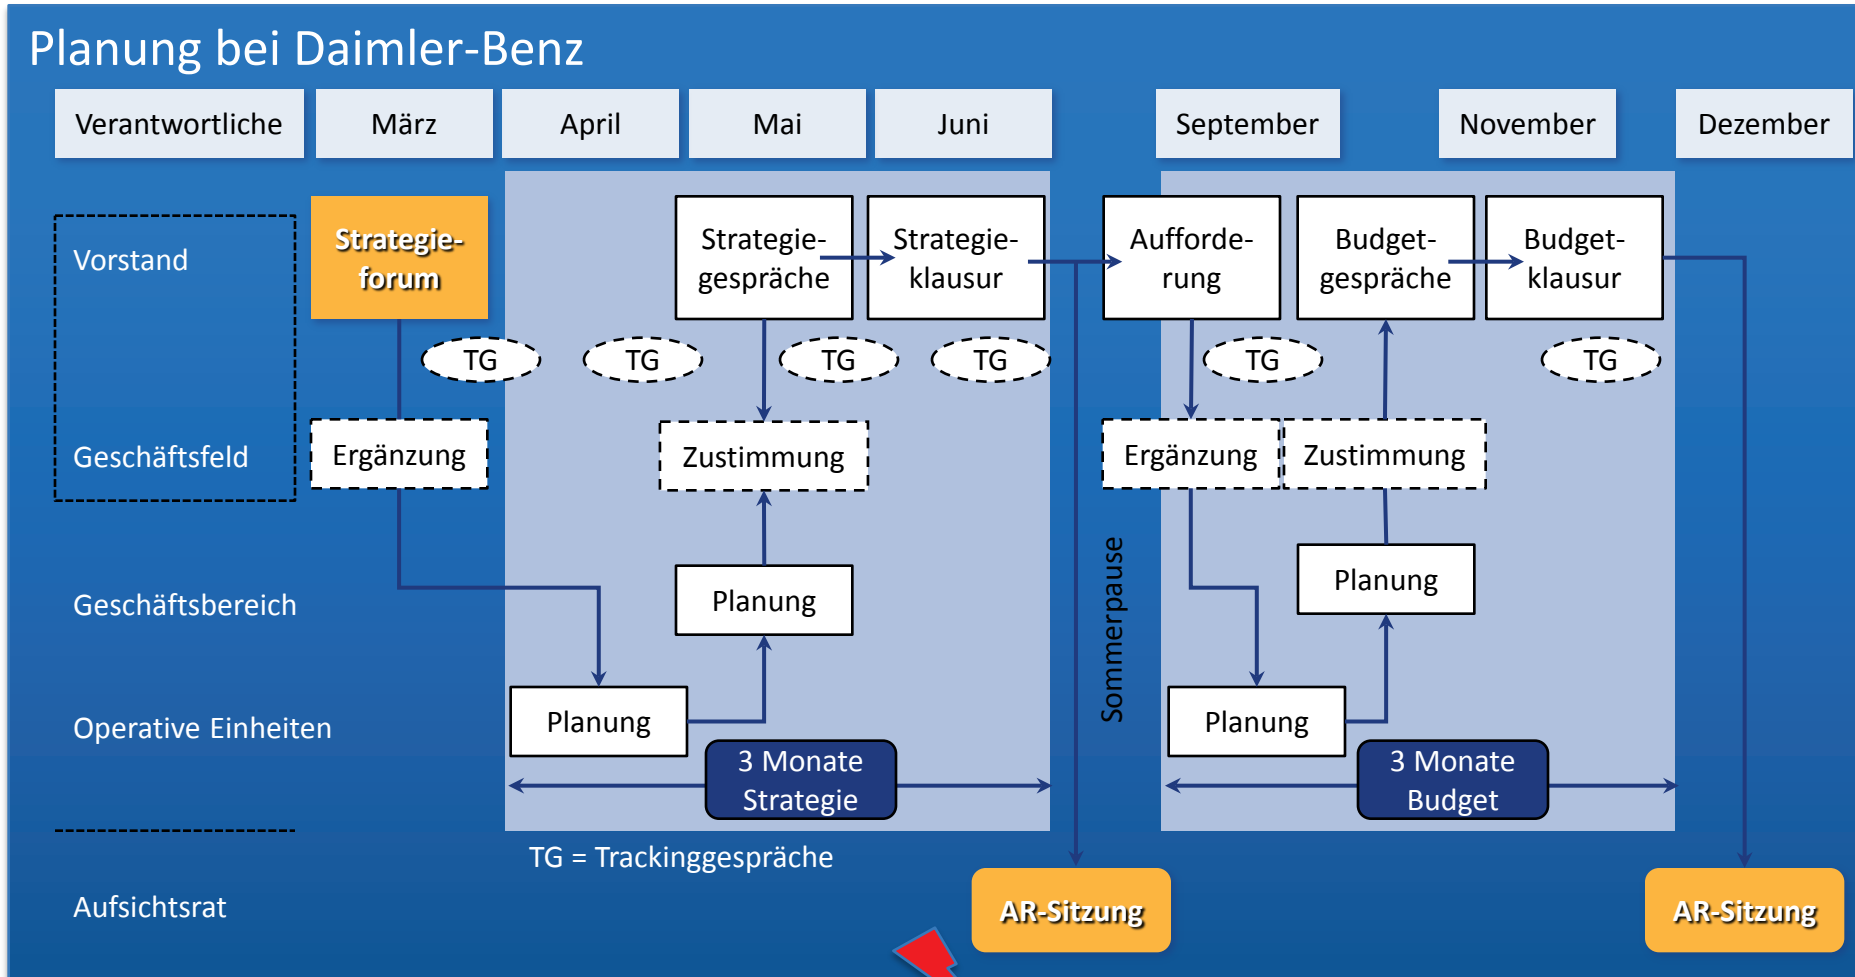 Planung bei Daimler-Benz
Verantwortliche
März
April
Mai
Juni
September
November
Dezember
Vorstand
Strategie-
forum
Strategie-
gespräche
Strategie-
klausur
Aufforde-
rung
Budget-
gespräche
Budget-
klausur
TG
TG
TG
TG
TG
TG
Geschäftsfeld
Ergänzung
Zustimmung
Ergänzung
Zustimmung
Geschäftsbereich
Planung
Planung
Sommerpause
Operative Einheiten
Planung
Planung
3 Monate
Strategie
3 Monate
Budget
TG = Trackinggespräche
Aufsichtsrat
AR-Sitzung
AR-Sitzung